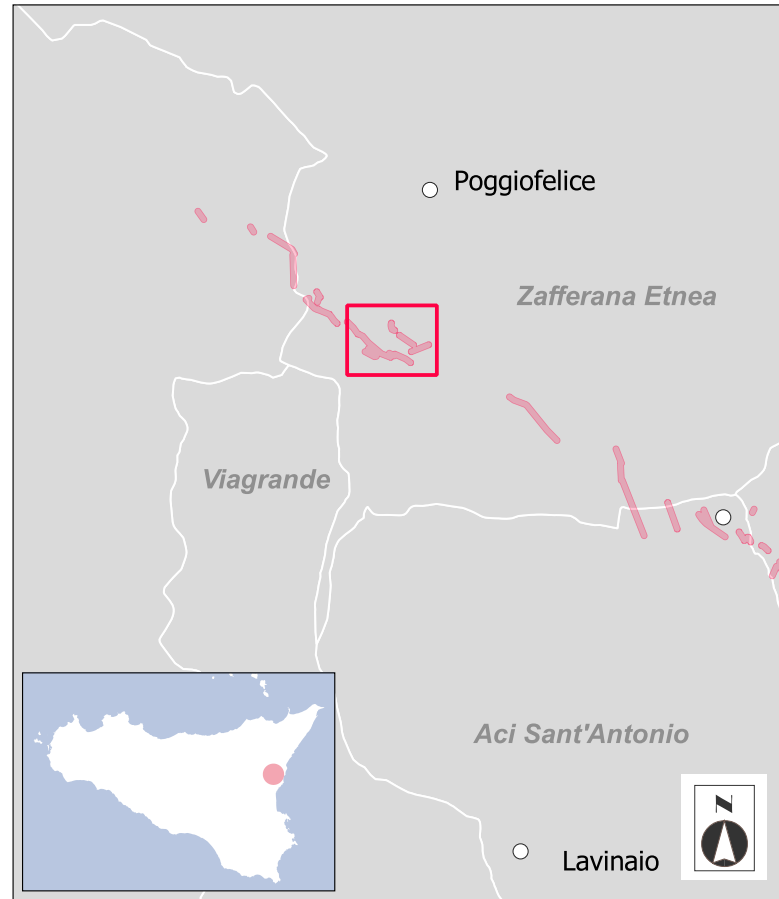 Poggiofelice
Zafferana Etnea
Viagrande
Aci Sant'Antonio
N
Lavinaio